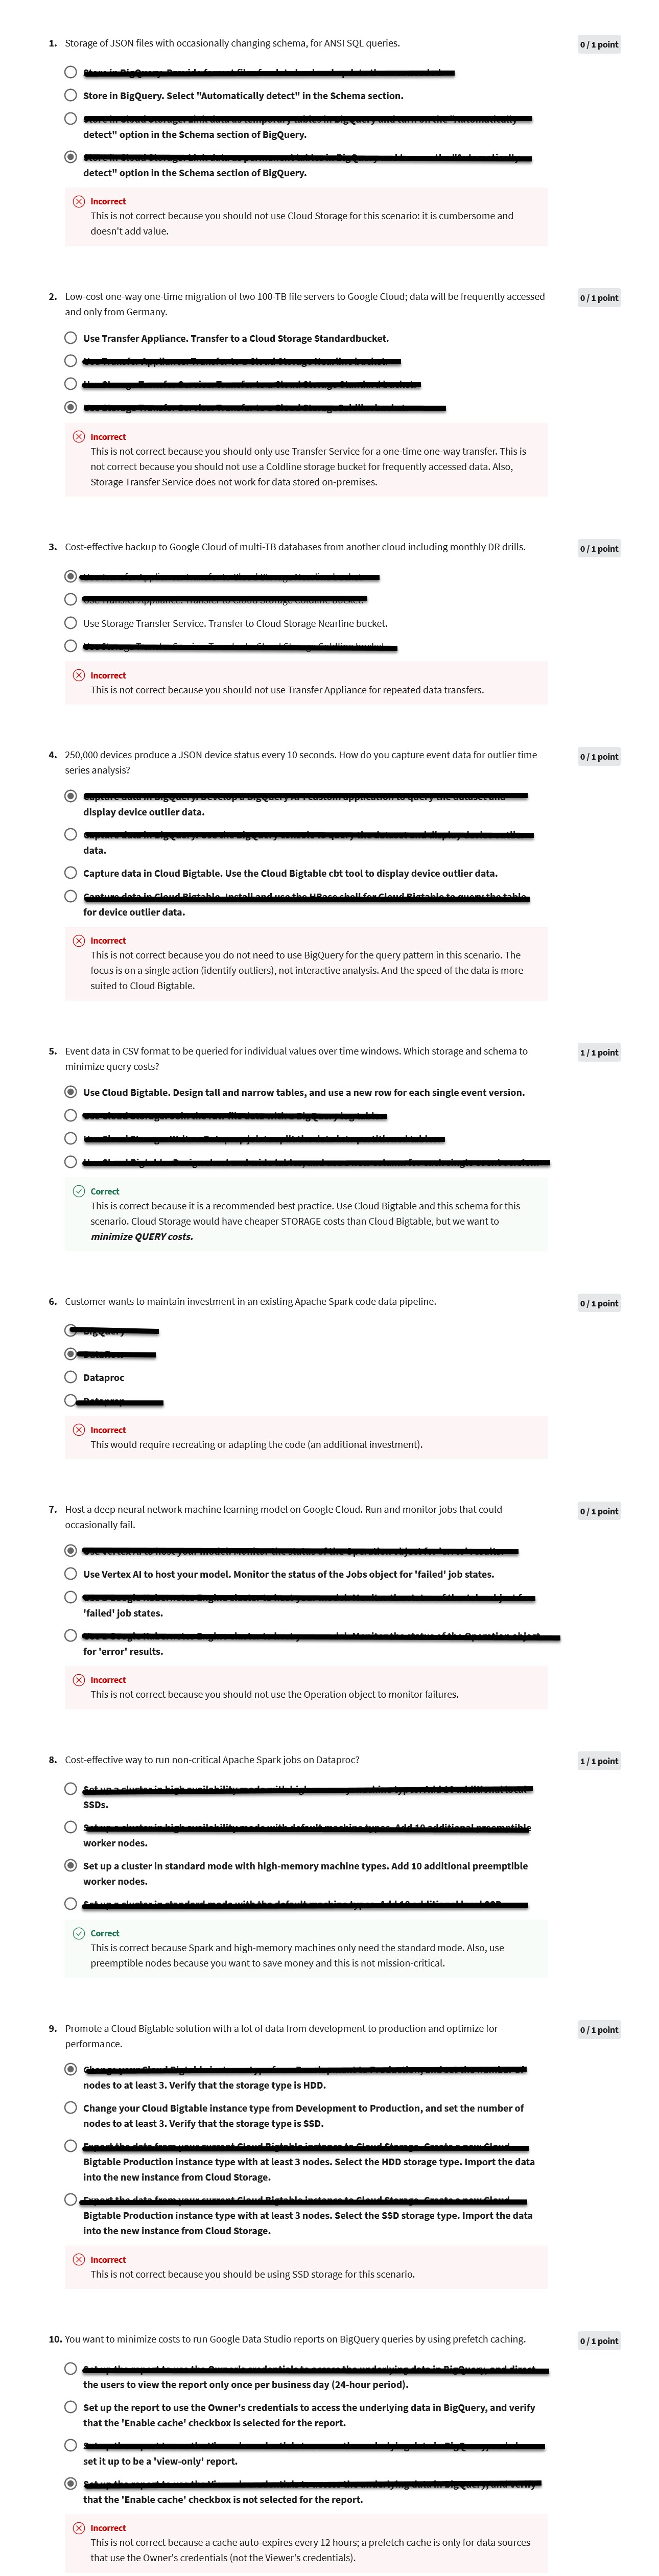 1. Storage of JSON files with occasionally changing schema, for ANSI SQL queries.
0 / 1 point
Store in BigQuery. Select "Automatically detect" in the Schema section.
detect" option in the Schema section of BigQuery.
detect" option in the Schema section of BigQuery.
Incorrect
This is not correct because you should not use Cloud Storage for this scenario: it is cumbersome and
doesn't add value.
2. Low-cost one-way one-time migration of two 100-TB file servers to Google Cloud; data will be frequently accessed
and only from Germany.
0 / 1 point
Use Transfer Appliance. Transfer to a Cloud Storage Standardbucket.
Incorrect
This is not correct because you should only use Transfer Service for a one-time one-way transfer. This is
not correct because you should not use a Coldline storage bucket for frequently accessed data. Also,
Storage Transfer Service does not work for data stored on-premises.
3. Cost-effective backup to Google Cloud of multi-TB databases from another cloud including monthly DR drills.
0 / 1 point
Use Storage Transfer Service. Transfer to Cloud Storage Nearline bucket.
Incorrect
This is not correct because you should not use Transfer Appliance for repeated data transfers.
4. 250,000 devices produce a JSON device status every 10 seconds. How do you capture event data for outlier time
series analysis?
0 / 1 point
display device outlier data.
data.
Capture data in Cloud Bigtable. Use the Cloud Bigtable cbt tool to display device outlier data.
Capture data in Cloud Bigtable. Install and use the HBase shell for Cloud Bigtable to query the table
for device outlier data.
Incorrect
This is not correct because you do not need to use BigQuery for the query pattern in this scenario. The
focus is on a single action (identify outliers), not interactive analysis. And the speed of the data is more
suited to Cloud Bigtable.
5. Event data in CSV format to be queried for individual values over time windows. Which storage and schema to
minimize query costs?
1 / 1 point
Use Cloud Bigtable. Design tall and narrow tables, and use a new row for each single event version.
Correct
This is correct because it is a recommended best practice. Use Cloud Bigtable and this schema for this
scenario. Cloud Storage would have cheaper STORAGE costs than Cloud Bigtable, but we want to
minimize QUERY costs.
6. Customer wants to maintain investment in an existing Apache Spark code data pipeline.
0 / 1 point
BigQuery
Dataproc
Incorrect
This would require recreating or adapting the code (an additional investment).
7. Host a deep neural network machine learning model on Google Cloud. Run and monitor jobs that could
occasionally fail.
0 / 1 point
Use Vertex AI to host your model. Monitor the status of the Jobs object for 'failed' job states.
'failed' job states.
for 'error' results.
Incorrect
This is not correct because you should not use the Operation object to monitor failures.
8. Cost-effective way to run non-critical Apache Spark jobs on Dataproc?
1 / 1 point
SSDs.
worker nodes.
Set up a cluster in standard mode with high-memory machine types. Add 10 additional preemptible
worker nodes.
Correct
This is correct because Spark and high-memory machines only need the standard mode. Also, use
preemptible nodes because you want to save money and this is not mission-critical.
9. Promote a Cloud Bigtable solution with a lot of data from development to production and optimize for
performance.
0 / 1 point
nodes to at least 3. Verify that the storage type is HDD.
Change your Cloud Bigtable instance type from Development to Production, and set the number of
nodes to at least 3. Verify that the storage type is SSD.
Bigtable Production instance type with at least 3 nodes. Select the HDD storage type. Import the data
into the new instance from Cloud Storage.
Bigtable Production instance type with at least 3 nodes. Select the SSD storage type. Import the data
into the new instance from Cloud Storage.
Incorrect
This is not correct because you should be using SSD storage for this scenario.
10. You want to minimize costs to run Google Data Studio reports on BigQuery queries by using prefetch caching.
0 / 1 point
the users to view the report only once per business day (24-hour period).
Set up the report to use the Owner's credentials to access the underlying data in BigQuery, and verify
that the 'Enable cache' checkbox is selected for the report.
set it up to be a 'view-only' report.
that the 'Enable cache' checkbox is not selected for the report.
Incorrect
This is not correct because a cache auto-expires every 12 hours; a prefetch cache is only for data sources
that use the Owner's credentials (not the Viewer's credentials).